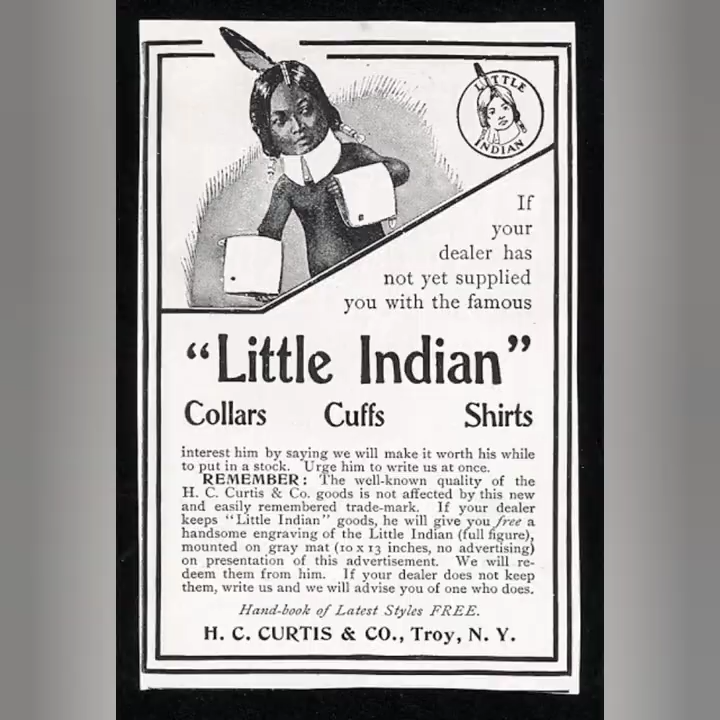 LITTLE
INDIAN
If
your
dealer has
not yet supplied
you with the famous
"Little Indian"
Collars Cuffs Shirts
interest him by saying we will make it worth his while
to put in a stock. Urge him to write us at once.
REMEMBER: The well-known quality of the
H. C. Curtis & Co. goods is not affected by this new
and easily remembered trade-mark. If your dealer
keeps "Little Indian" goods, he will give you free a
handsome engraving of the Little Indian (full figure),
mounted on gray mat (10 x 13 inches, no advertising)
on presentation of this advertisement. We will re-
deem them from him. If your dealer does not keep
them, write us and we will advise you of one who does.
Hand-book of Latest Styles FREE.
H. C. CURTIS & CO., Troy, N. Y.